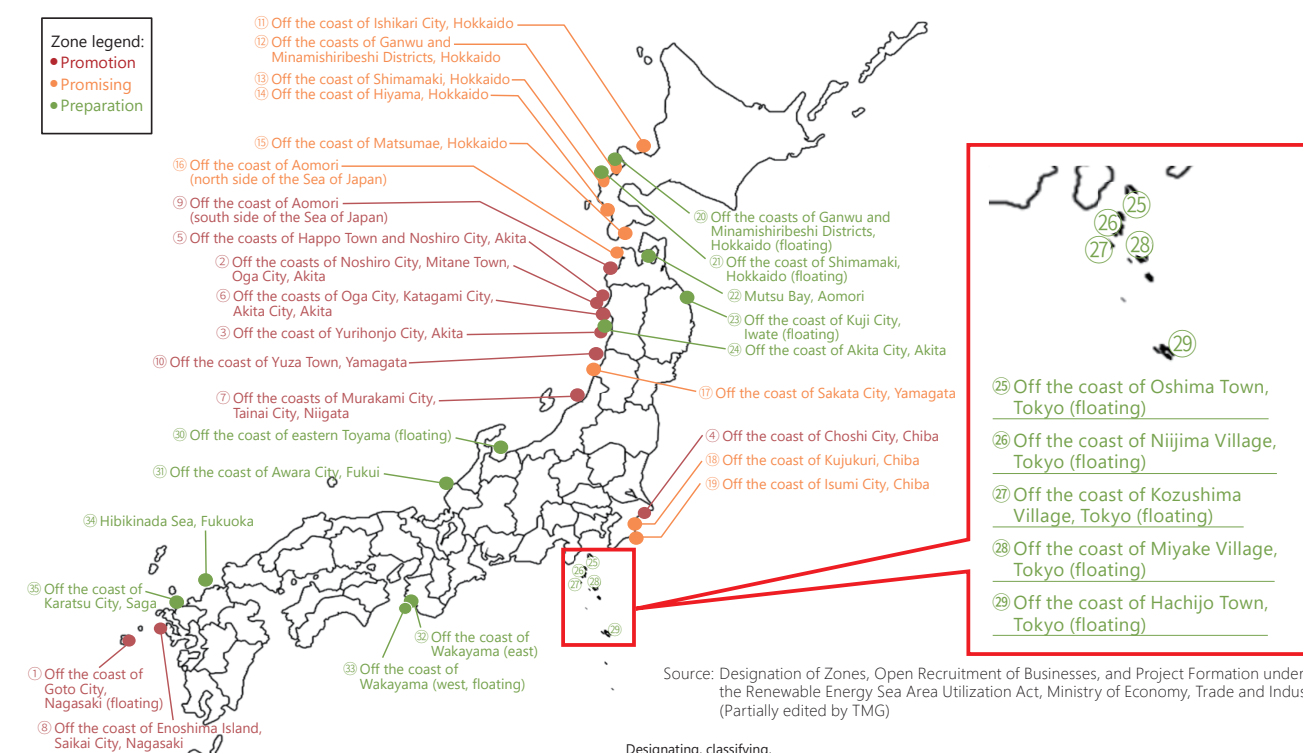 Zone legend:
Promotion
Promising
Preparation
⑪ Off the coast of Ishikari City, Hokkaido
⑫ Off the coasts of Ganwu and
Minamishiribeshi Districts, Hokkaido
⑬ Off the coast of Shimamaki, Hokkaido
⑭ Off the coast of Hiyama, Hokkaido
⑮ Off the coast of Matsumae, Hokkaido
⑯ Off the coast of Aomori
(north side of the Sea of Japan)
⑨ Off the coast of Aomori
(south side of the Sea of Japan)
⑤ Off the coasts of Happo Town and Noshiro City, Akita
② Off the coasts of Noshiro City, Mitane Town,
Oga City, Akita
⑥ Off the coasts of Oga City, Katagami City,
Akita City, Akita
③ Off the coast of Yurihonjo City, Akita
⑩ Off the coast of Yuza Town, Yamagata
⑦ Off the coasts of Murakami City,
Tainai City, Niigata
㉚ Off the coast of eastern Toyama (floating)
㉛ Off the coast of Awara City, Fukui
㉞ Hibikinada Sea, Fukuoka
㉟ Off the coast of
Karatsu City, Saga
① Off the coast of
Goto City,
Nagasaki (floating)
⑧ Off the coast of Enoshima Island,
Saikai City, Nagasaki
⑳ Off the coasts of Ganwu and
Minamishiribeshi Districts,
Hokkaido (floating)
㉑ Off the coast of Shimamaki,
Hokkaido (floating)
㉒ Mutsu Bay, Aomori
㉓ Off the coast of Kuji City,
Iwate (floating)
㉔ Off the coast of Akita City, Akita
⑰ Off the coast of Sakata City, Yamagata
④ Off the coast of Choshi City, Chiba
⑱ Off the coast of Kujukuri, Chiba
⑲ Off the coast of Isumi City, Chiba
㉜ Off the coast of
Wakayama (east)
㉝ Off the coast of
Wakayama (west, floating)
㉕
㉖
㉗
㉘
㉙
㉕
㉖
㉗
㉘
㉙
㉕ Off the coast of Oshima Town,
Tokyo (floating)
㉖ Off the coast of Niijima Village,
Tokyo (floating)
㉗ Off the coast of Kozushima
Village, Tokyo (floating)
㉘ Off the coast of Miyake Village,
Tokyo (floating)
㉙ Off the coast of Hachijo Town,
Tokyo (floating)
Source: Designation of Zones, Open Recruitment of Businesses, and Project Formation under
the Renewable Energy Sea Area Utilization Act, Ministry of Economy, Trade and Indus
(Partially edited by TMG)
Designating, classifying,